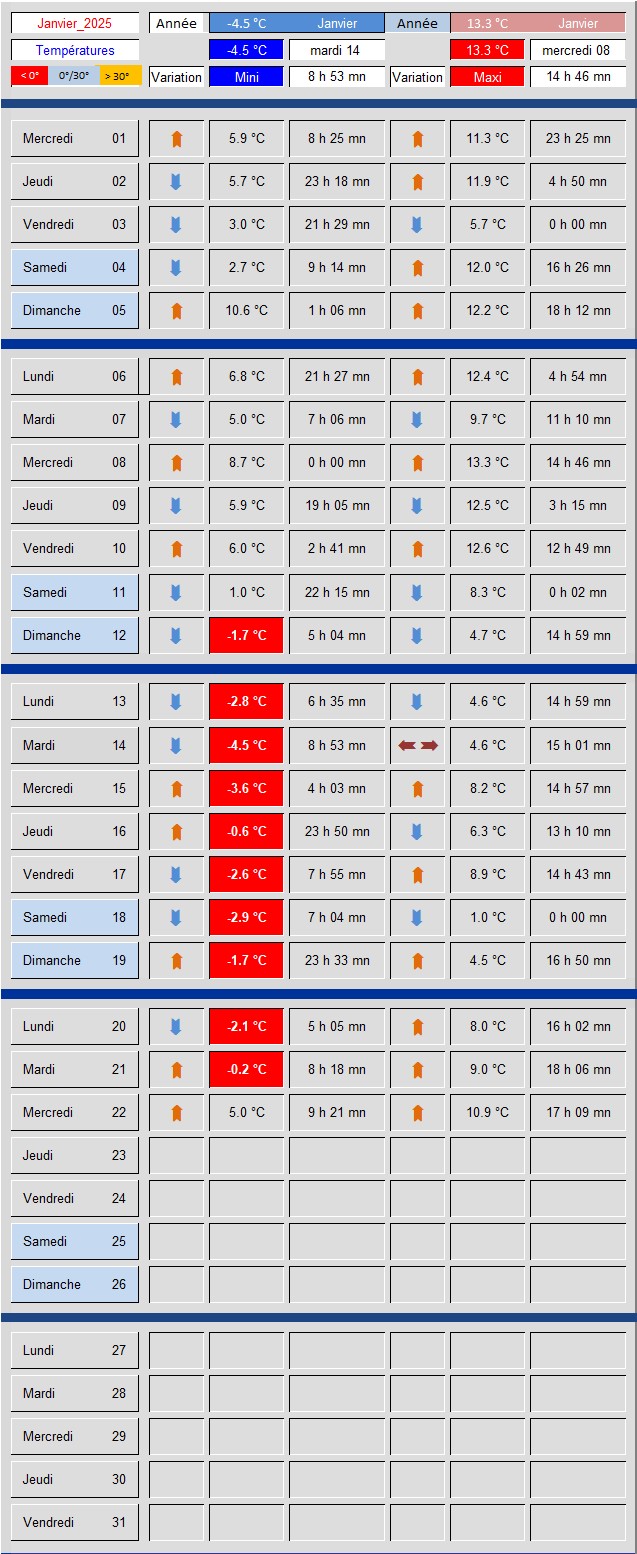 Janvier_2025 Année -4.5 °C Janvier Année 13.3 °C Janvier
Températures -4.5 °C mardi 14 13.3 °C mercredi 08
< 0° 0°/30° > 30° Variation Mini 8 h 53 mn Variation Maxi 14 h 46 mn
Mercredi 01 5.9 °C 8 h 25 mn 11.3 °C 23 h 25 mn
Jeudi 02 5.7 °C 23 h 18 mn 11.9 °C 4 h 50 mn
Vendredi 03 3.0 °C 21 h 29 mn 5.7 °C 0 h 00 mn
Samedi 04 2.7 °C 9 h 14 mn 12.0 °C 16 h 26 mn
Dimanche 05 10.6 °C 1 h 06 mn 12.2 °C 18 h 12 mn
Lundi 06 6.8 °C 21 h 27 mn 12.4 °C 4 h 54 mn
Mardi 07 5.0 °C 7 h 06 mn 9.7 °C 11 h 10 mn
Mercredi 08 8.7 °C 0 h 00 mn 13.3 °C 14 h 46 mn
Jeudi 09 5.9 °C 19 h 05 mn 12.5 °C 3 h 15 mn
Vendredi 10 6.0 °C 2 h 41 mn 12.6 °C 12 h 49 mn
Samedi 11 1.0 °C 22 h 15 mn 8.3 °C 0 h 02 mn
Dimanche 12 -1.7 °C 5 h 04 mn 4.7 °C 14 h 59 mn
Lundi 13 -2.8 °C 6 h 35 mn 4.6 °C 14 h 59 mn
Mardi 14 -4.5 °C 8 h 53 mn 4.6 °C 15 h 01 mn
Mercredi 15 -3.6 °C 4 h 03 mn 8.2 °C 14 h 57 mn
Jeudi 16 -0.6 °C 23 h 50 mn 6.3 °C 13 h 10 mn
Vendredi 17 -2.6 °C 7 h 55 mn 8.9 °C 14 h 43 mn
Samedi 18 -2.9 °C 7 h 04 mn 1.0 °C 0 h 00 mn
Dimanche 19 -1.7 °C 23 h 33 mn 4.5 °C 16 h 50 mn
Lundi 20 -2.1 °C 5 h 05 mn 8.0 °C 16 h 02 mn
Mardi 21 -0.2 °C 8 h 18 mn 9.0 °C 18 h 06 mn
Mercredi 22 5.0 °C 9 h 21 mn 10.9 °C 17 h 09 mn
Jeudi 23
Vendredi 24
Samedi 25
Dimanche 26
Lundi 27
Mardi 28
Mercredi 29
Jeudi 30
Vendredi 31